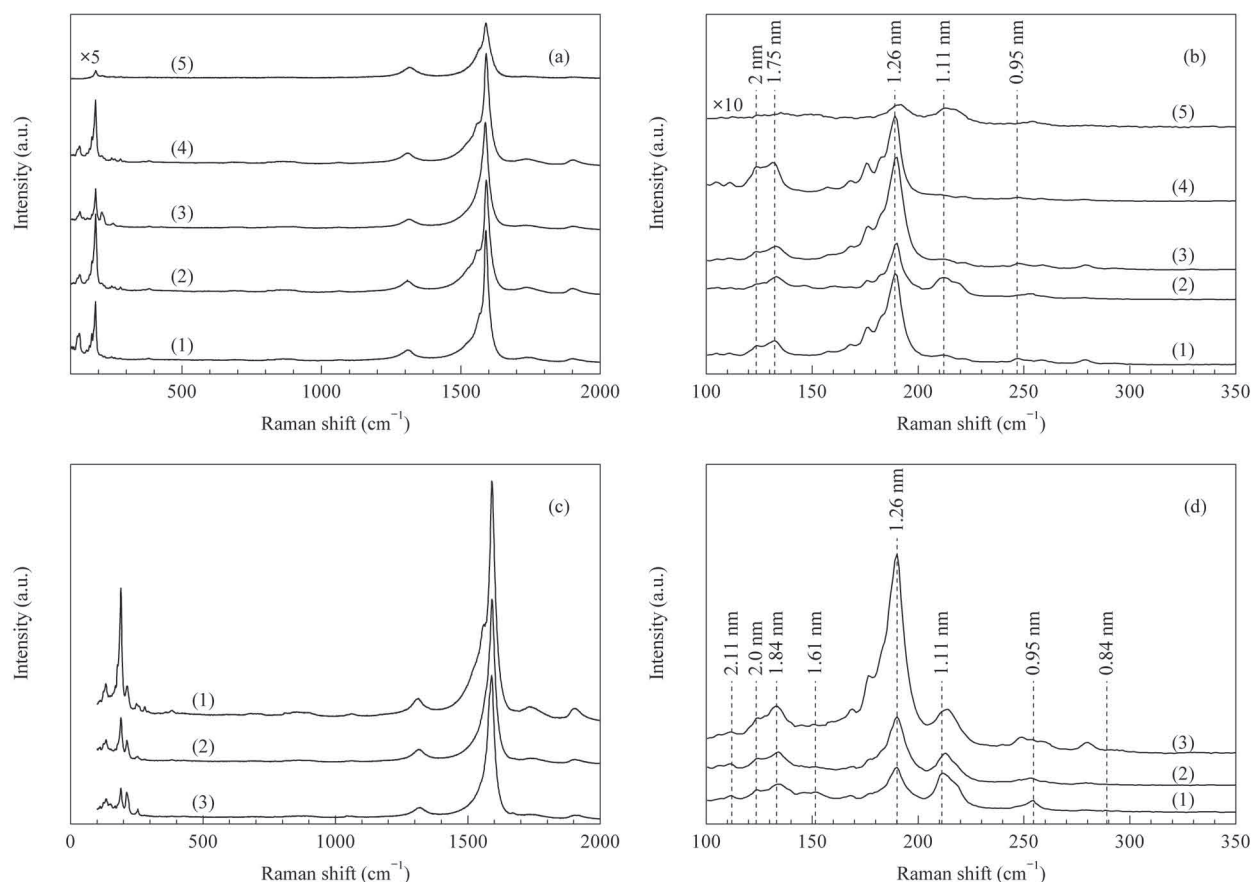 (a)
×5
(5)
(4)
(3)
(2)
(1)
Intensity (a.u.)
500
1000
1500
2000
Raman shift (cm−1)
2 nm
1.75 nm
1.26 nm
1.11 nm
0.95 nm
(b)
×10
(5)
(4)
(3)
(2)
(1)
Intensity (a.u.)
100
150
200
250
300
350
Raman shift (cm−1)
(c)
(1)
(2)
(3)
Intensity (a.u.)
0
500
1000
1500
2000
Raman shift (cm−1)
2.11 nm
2.0 nm
1.84 nm
1.61 nm
1.26 nm
1.11 nm
0.95 nm
0.84 nm
(d)
(3)
(2)
(1)
Intensity (a.u.)
100
150
200
250
300
350
Raman shift (cm−1)